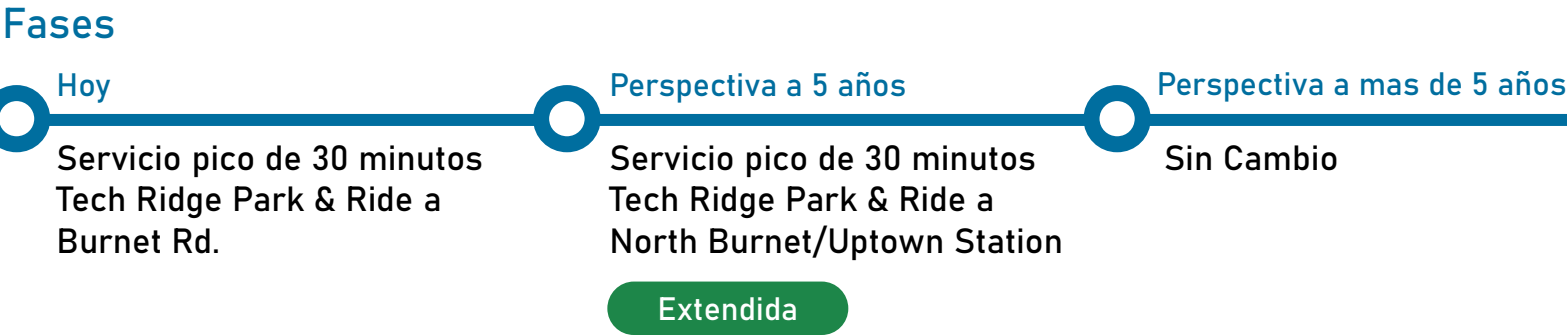 Fases
Hoy
Servicio pico de 30 minutos
Tech Ridge Park & Ride a
Burnet Rd.
Perspectiva a 5 años
Servicio pico de 30 minutos
Tech Ridge Park & Ride a
North Burnet/Uptown Station
Extendida
Perspectiva a mas de 5 años
Sin Cambio